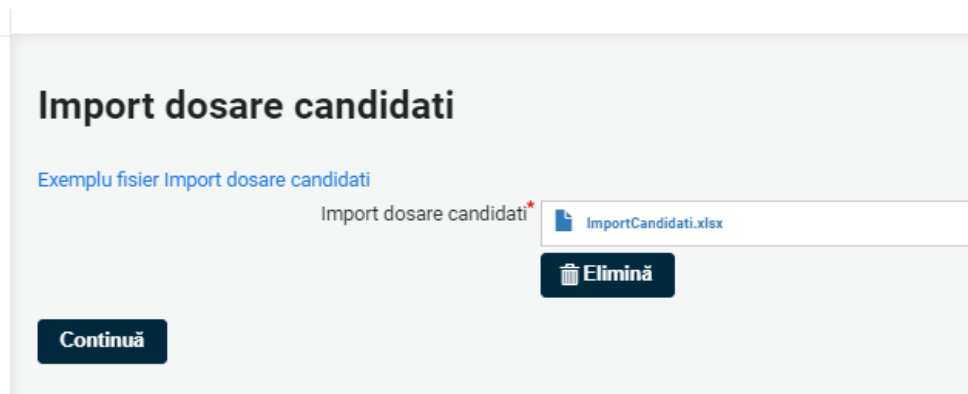 Import dosare candidati
Exemplu fisier Import dosare candidati
Import dosare candidati*
ImportCandidati.xlsx
Elimină
Continuă